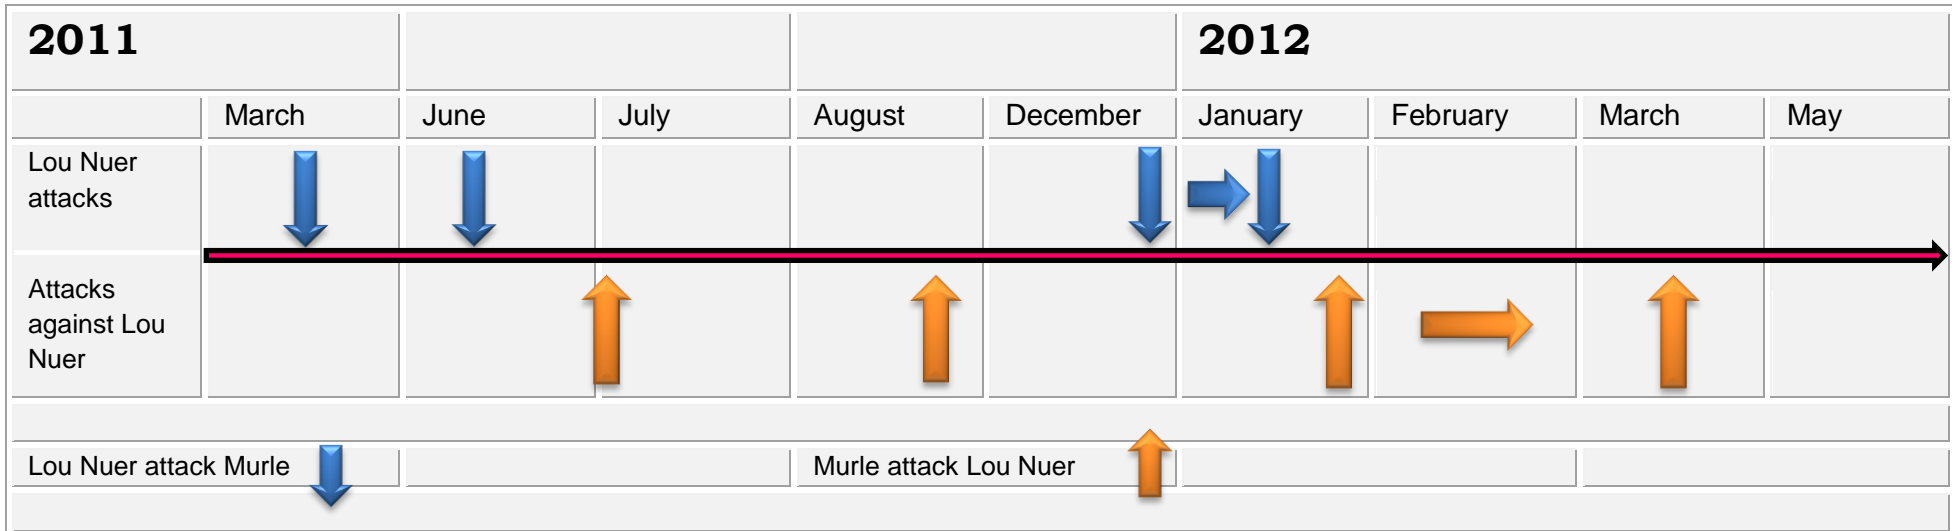 2011 2012
March June July August December January February March May
Lou Nuer
attacks
Attacks
against Lou
Nuer
Lou Nuer attack Murle Murle attack Lou Nuer